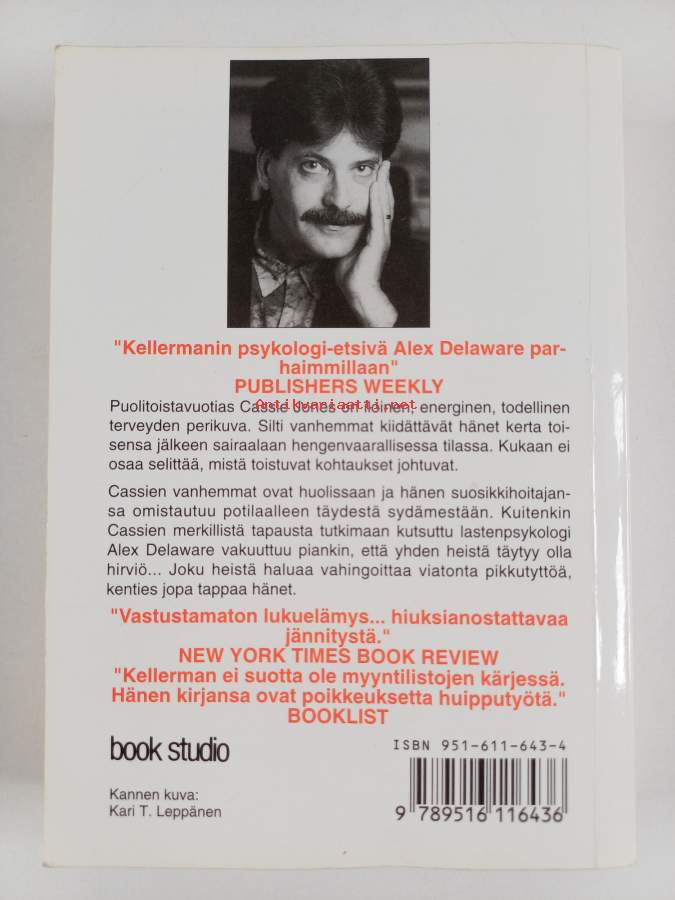 "Kellermanin psykologi-etsivä Alex Delaware par-
haimmillaan"
PUBLISHERS WEEKLY
Antikvariaatti.net
Puolitoistavuotias Cassie Jones on iloinen, energinen, todellinen
terveyden perikuva. Silti vanhemmat kiidättävät hänet kerta toi-
sensa jälkeen sairaalaan hengenvaarallisessa tilassa. Kukaan ei
osaa selittää, mistä toistuvat kohtaukset johtuvat.
Cassien vanhemmat ovat huolissaan ja hänen suosikkihoitajan-
sa omistautuu potilaalleen täydestä sydämestään. Kuitenkin
Cassien merkillistä tapausta tutkimaan kutsuttu lastenpsykologi
Alex Delaware vakuuttuu piankin, että yhden heistä täytyy olla
hirviö... Joku heistä haluaa vahingoittaa viatonta pikkutyttöä,
kenties jopa tappaa hänet.
"Vastustamaton lukuelämys... hiuksianostattavaa
jännitystä."
NEW YORK TIMES BOOK REVIEW
"Kellerman ei suotta ole myyntilistojen kärjessä.
Hänen kirjansa ovat poikkeuksetta huipputyötä."
BOOKLIST
book studio
ISBN 951-611-643-4
Kannen kuva:
Kari T. Leppänen
9 789516 116436